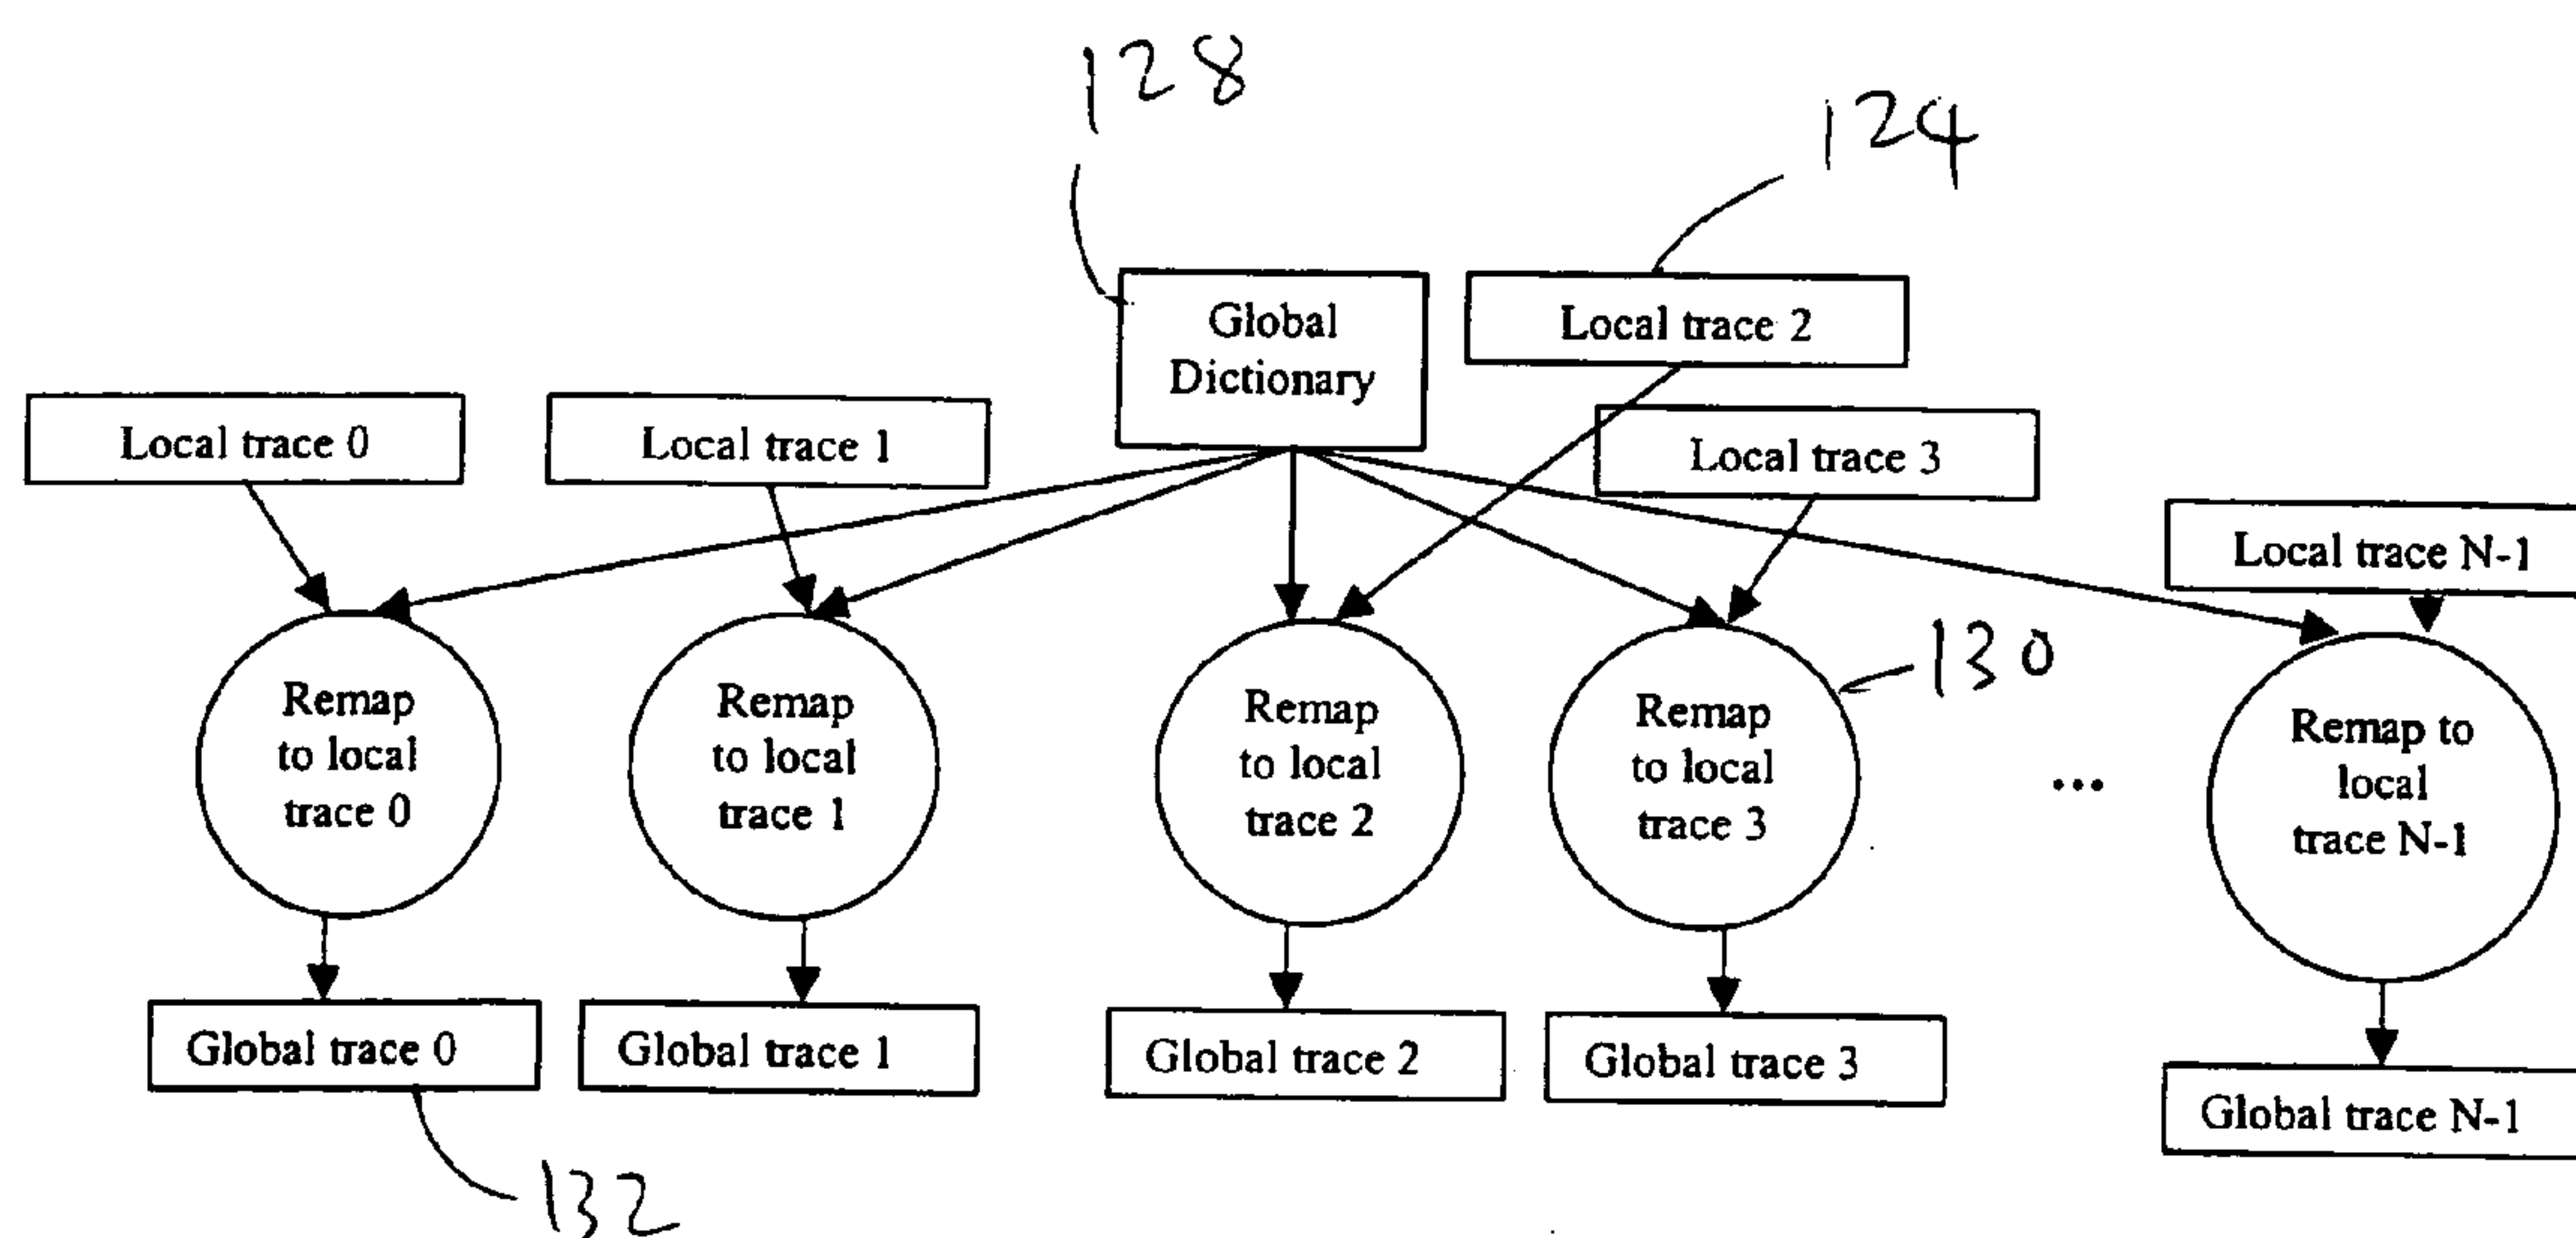 128
124
Global
Dictionary
Local trace 2
Local trace 0
Local trace 1
Local trace 3
Local trace N-1
Remap
to local
trace 0
Remap
to local
trace 1
Remap
to local
trace 2
Remap
to local
trace 3
130
...
Remap to
local
trace N-1
Global trace 0
Global trace 1
Global trace 2
Global trace 3
Global trace N-1
132